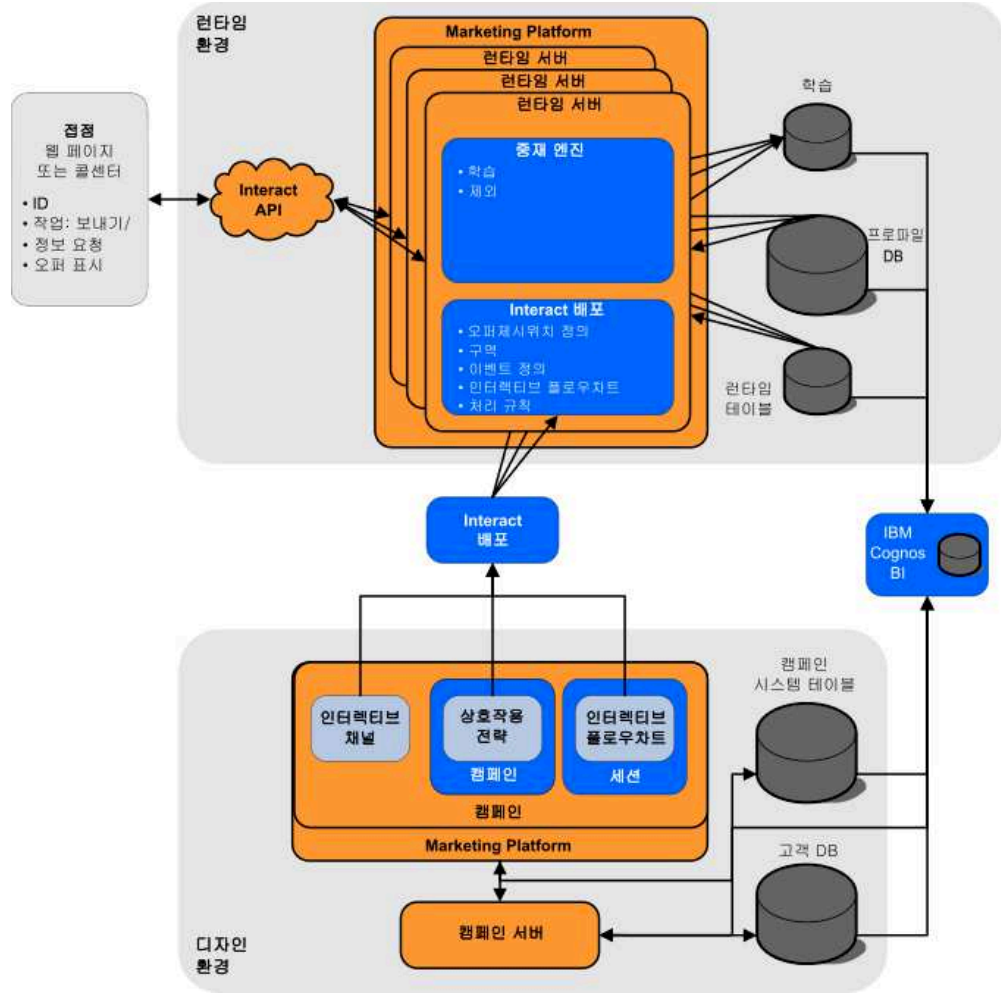 런타임
환경
Marketing Platform
런타임 서버
런타임 서버
런타임 서버
중재 엔진
• 학습
• 제외
Interact 배포
• 오퍼제시위치 정의
• 구역
• 이벤트 정의
• 인터렉티브 플로우차트
• 처리 규칙
접점
웹 페이지
또는 콜센터
• ID
• 작업: 보내기/
• 정보 요청
• 오퍼 표시
Interact
API
학습
프로파일
DB
런타임
테이블
Interact
배포
IBM
Cognos
BI
인터렉티브
채널
상호작용
전략
캠페인
인터렉티브
플로우차트
세션
캠페인
Marketing Platform
캠페인 서버
캠페인
시스템 테이블
고객 DB
디자인
환경